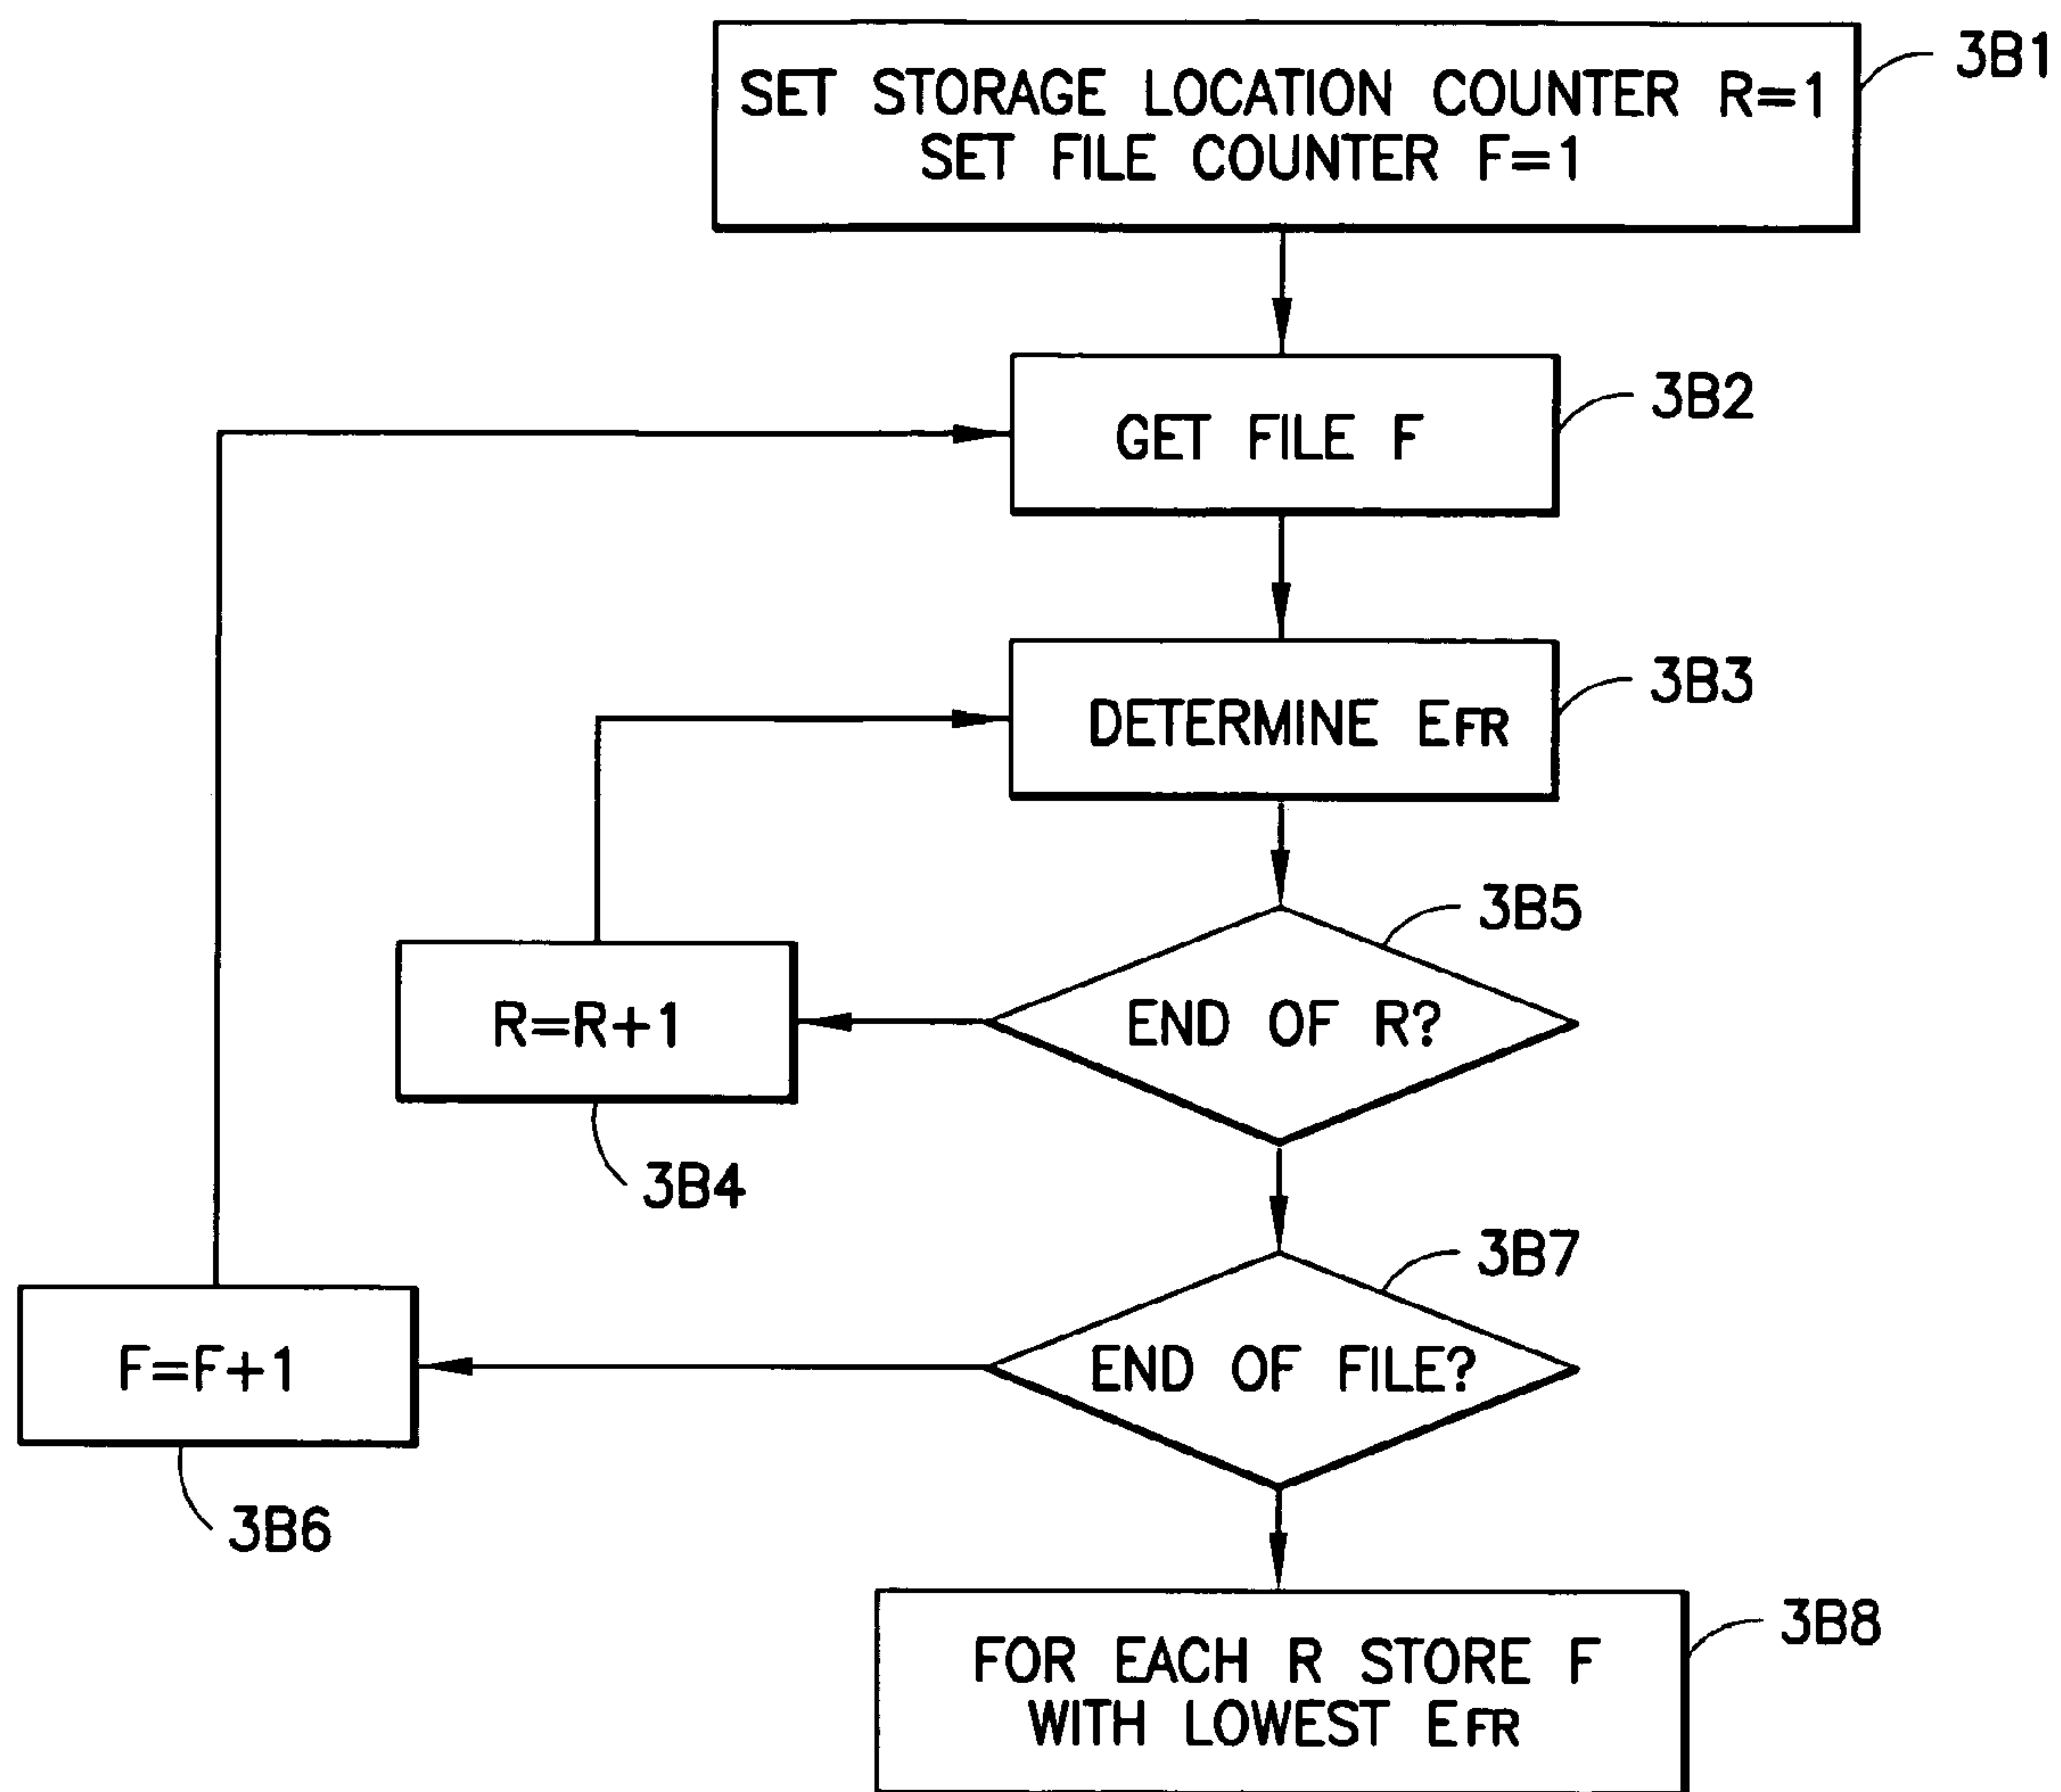 SET STORAGE LOCATION COUNTER R=1
SET FILE COUNTER F=1
3B1
GET FILE F
3B2
DETERMINE EFR
3B3
END OF R?
3B5
R=R+1
3B4
END OF FILE?
3B7
F=F+1
3B6
FOR EACH R STORE F
WITH LOWEST EFR
3B8